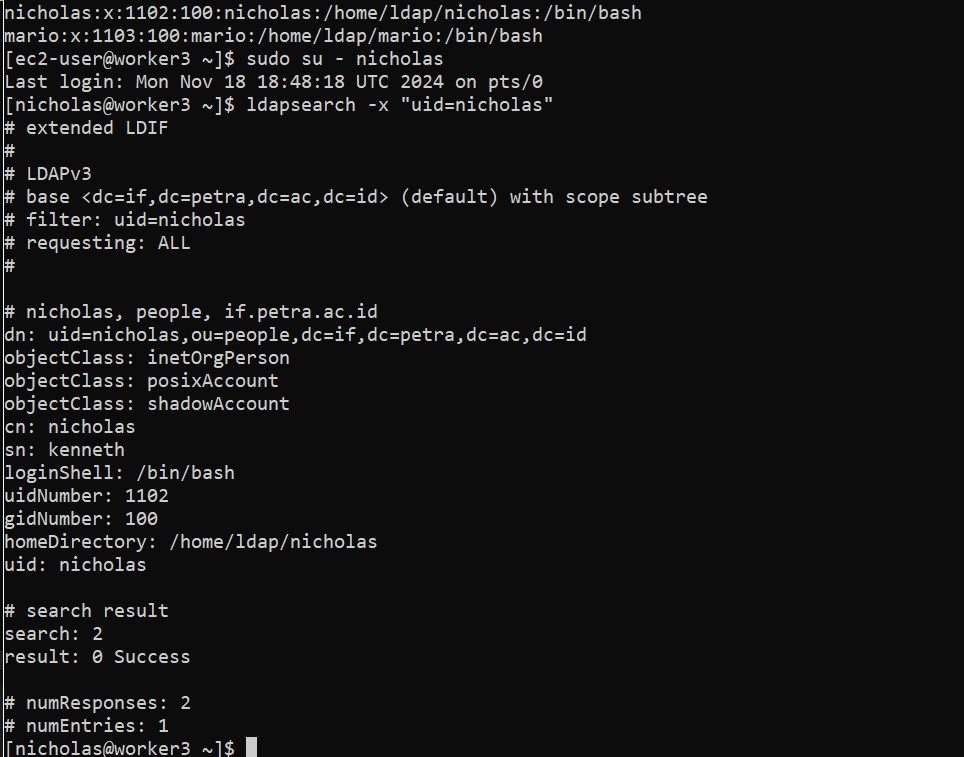 nicholas:x:1102:100:nicholas:/home/ldap/nicholas:/bin/bash
mario:x:1103:100:mario:/home/ldap/mario:/bin/bash
[ec2-user@worker3 ~]$ sudo su - nicholas
Last login: Mon Nov 18 18:48:18 UTC 2024 on pts/0
[nicholas@worker3 ~]$ ldapsearch -x "uid=nicholas"
# extended LDIF
#
# LDAPv3
# base <dc=if,dc=petra,dc=ac,dc=id> (default) with scope subtree
# filter: uid=nicholas
# requesting: ALL
#

# nicholas, people, if.petra.ac.id
dn: uid=nicholas,ou=people,dc=if,dc=petra,dc=ac,dc=id
objectClass: inetOrgPerson
objectClass: posixAccount
objectClass: shadowAccount
cn: nicholas
sn: kenneth
loginShell: /bin/bash
uidNumber: 1102
gidNumber: 100
homeDirectory: /home/ldap/nicholas
uid: nicholas

# search result
search: 2
result: 0 Success

# numResponses: 2
# numEntries: 1
[nicholas@worker3 ~]$